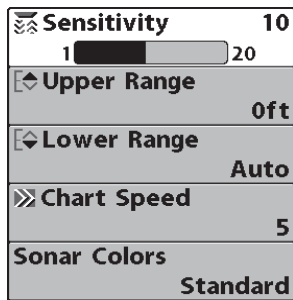 Sensitivity 10
1 20
Upper Range
0ft
Lower Range
Auto
Chart Speed
5
Sonar Colors
Standard